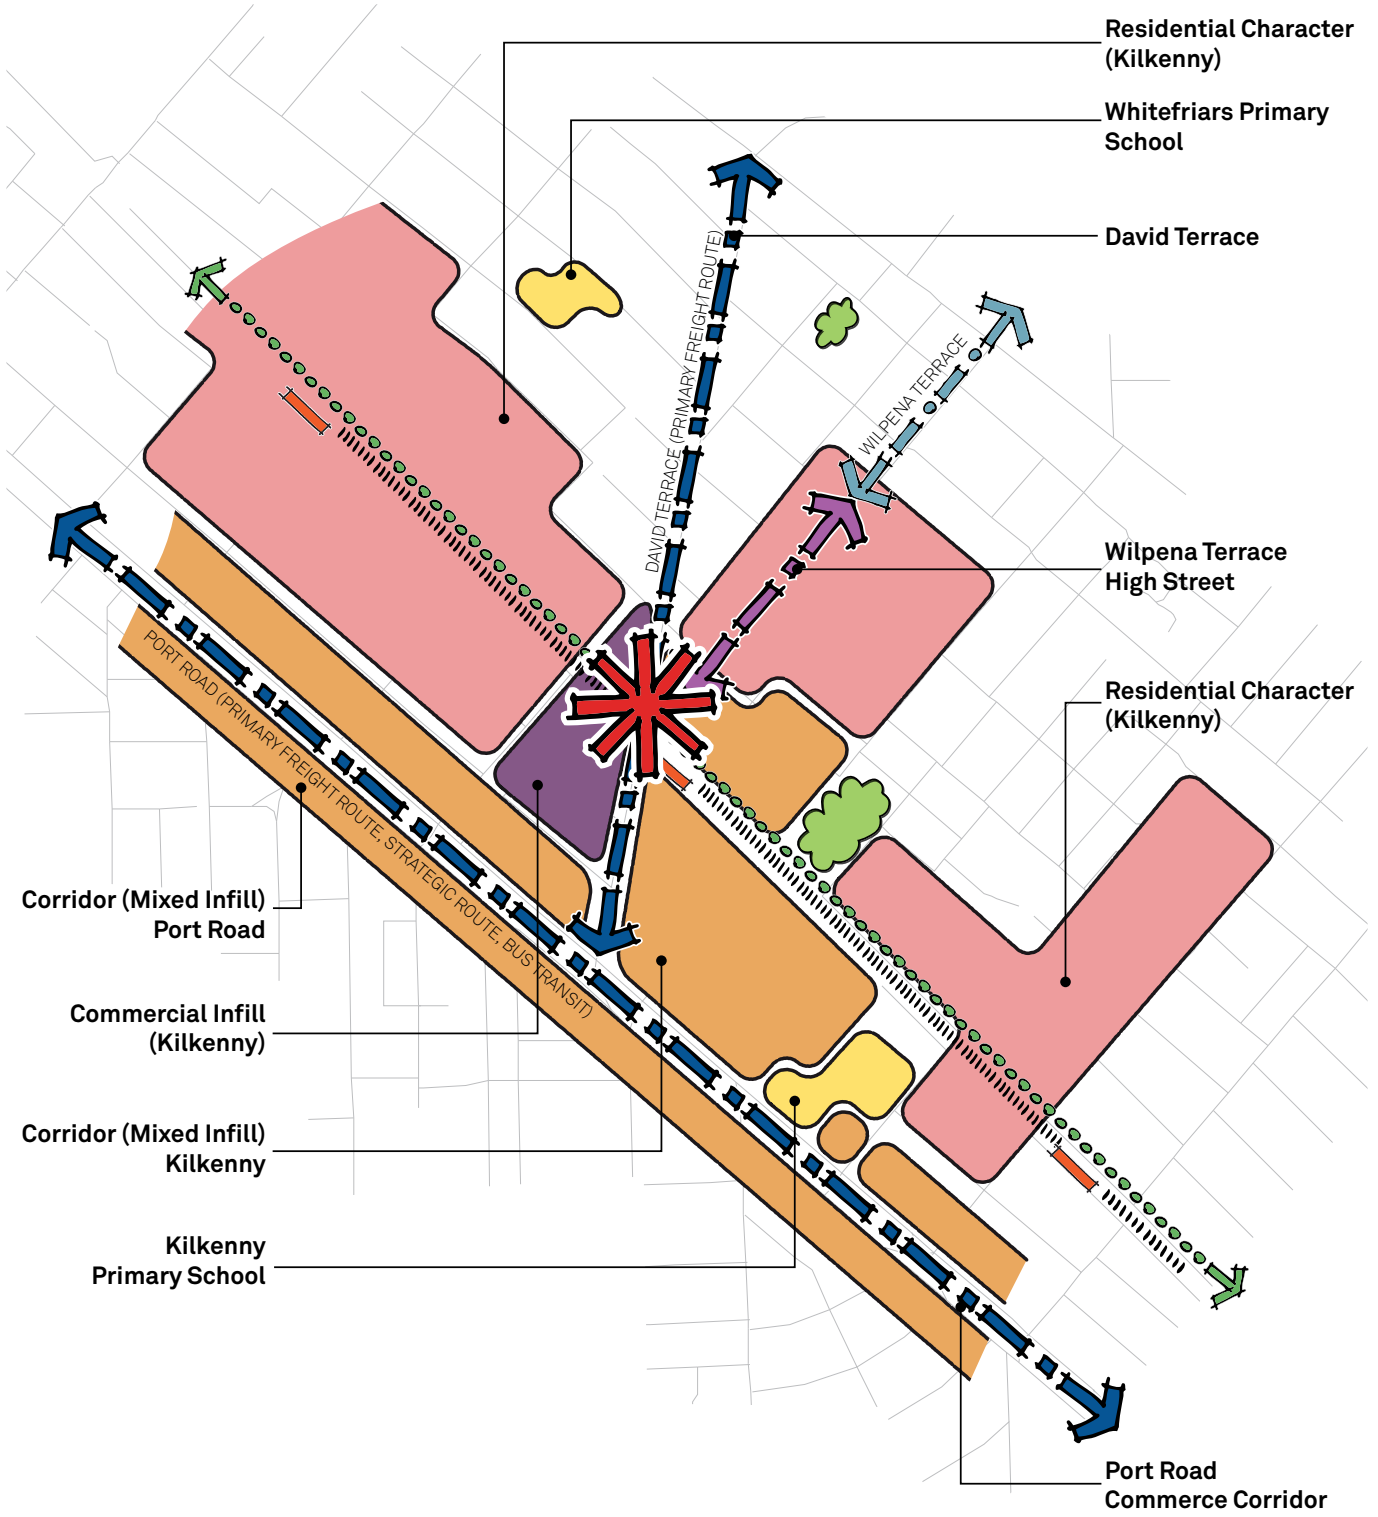 Residential Character
(Kilkenny)
Whitefriars Primary
School
David Terrace
DAVID TERRACE (PRIMARY FREIGHT ROUTE)
WILPENA TERRACE
Wilpena Terrace
High Street
Residential Character
(Kilkenny)
PORT ROAD (PRIMARY FREIGHT ROUTE, STRATEGIC ROUTE, BUS TRANSIT)
Corridor (Mixed Infill)
Port Road
Commercial Infill
(Kilkenny)
Corridor (Mixed Infill)
Kilkenny
Kilkenny
Primary School
Port Road
Commerce Corridor